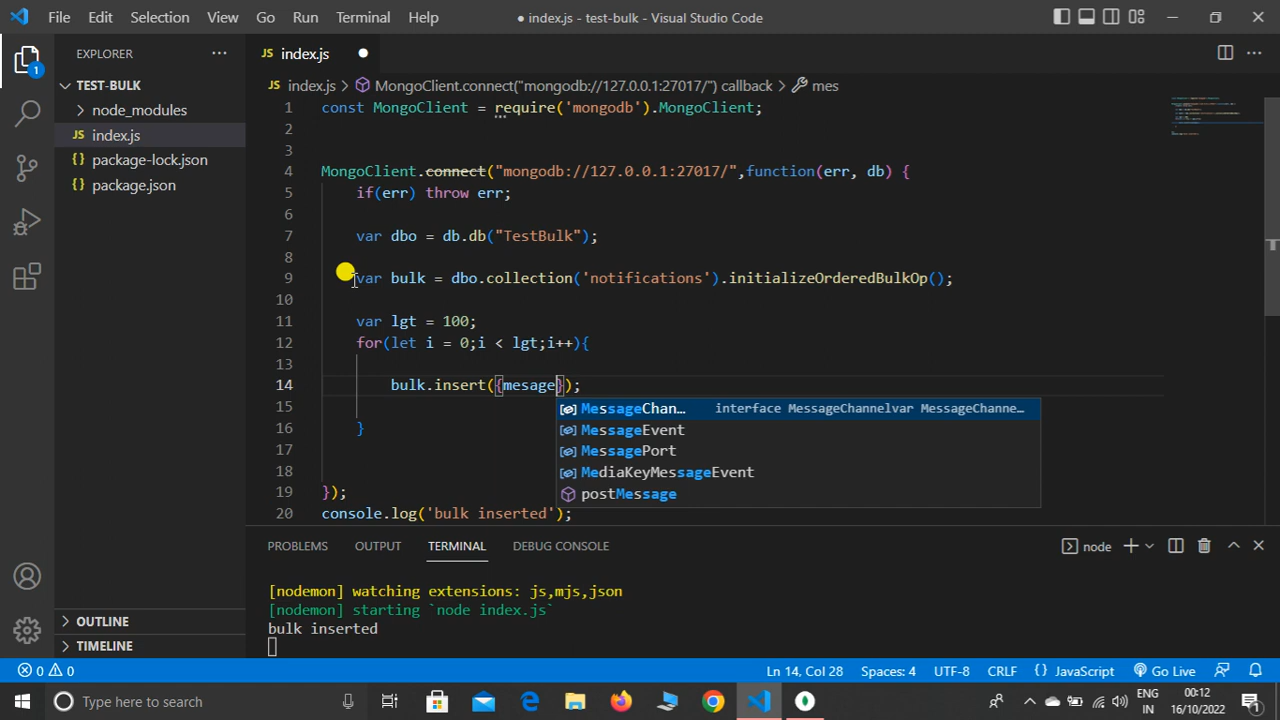 File Edit Selection View Go Run Terminal Help
● index.js - test-bulk - Visual Studio Code
EXPLORER
JS index.js
TEST-BULK
node_modules
JS index.js
{} package-lock.json
{} package.json
JS index.js > MongoClient.connect("mongodb://127.0.0.1:27017/") callback > mes
1 const MongoClient = require('mongodb').MongoClient;
2
3
4 MongoClient.connect("mongodb://127.0.0.1:27017/",function(err, db) {
5 if(err) throw err;
6
7 var dbo = db.db("TestBulk");
8
9 var bulk = dbo.collection('notifications').initializeOrderedBulkOp();
10
11 var lgt = 100;
12 for(let i = 0;i < lgt;i++){
13
14 bulk.insert({mesage});
15
MessageChan… interface MessageChannelvar MessageChanne…
MessageEvent
16 }
MessagePort
17
MediaKeyMessageEvent
18
postMessage
19 });
20 console.log('bulk inserted');
PROBLEMS OUTPUT TERMINAL DEBUG CONSOLE
node
[nodemon] watching extensions: js,mjs,json
[nodemon] starting `node index.js`
bulk inserted
OUTLINE
TIMELINE
1
0 0
Ln 14, Col 28 Spaces: 4 UTF-8 CRLF {} JavaScript Go Live
Type here to search
ENG
IN
00:12
16/10/2022
1